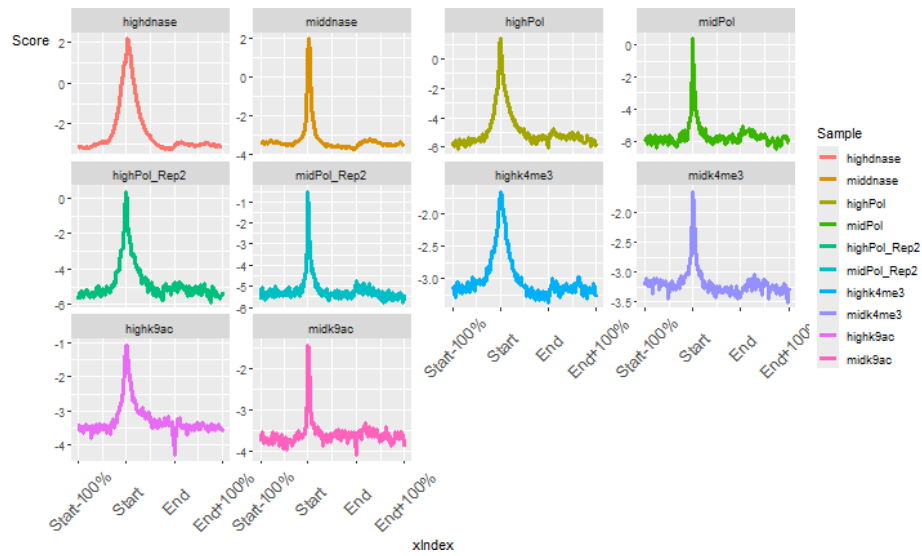 highdnase
middnase
highPol
midPol
Score
2
0
-2
2
0
-2
-4
0
-2
-4
-6
0
-2
-4
-6
highPol_Rep2
midPol_Rep2
highk4me3
midk4me3
0
-2
-4
-6
-1
-2
-3
-4
-5
-6
-2.0
-2.5
-3.0
-2.0
-2.5
-3.0
-3.5
Start-100%
Start
End
End+100%
Start-100%
Start
End
End+100%
highk9ac
midk9ac
-1
-2
-3
-4
-2
-3
-4
Start-100%
Start
End
End+100%
Start-100%
Start
End
End+100%
xIndex
Sample
highdnase
middnase
highPol
midPol
highPol_Rep2
midPol_Rep2
highk4me3
midk4me3
highk9ac
midk9ac